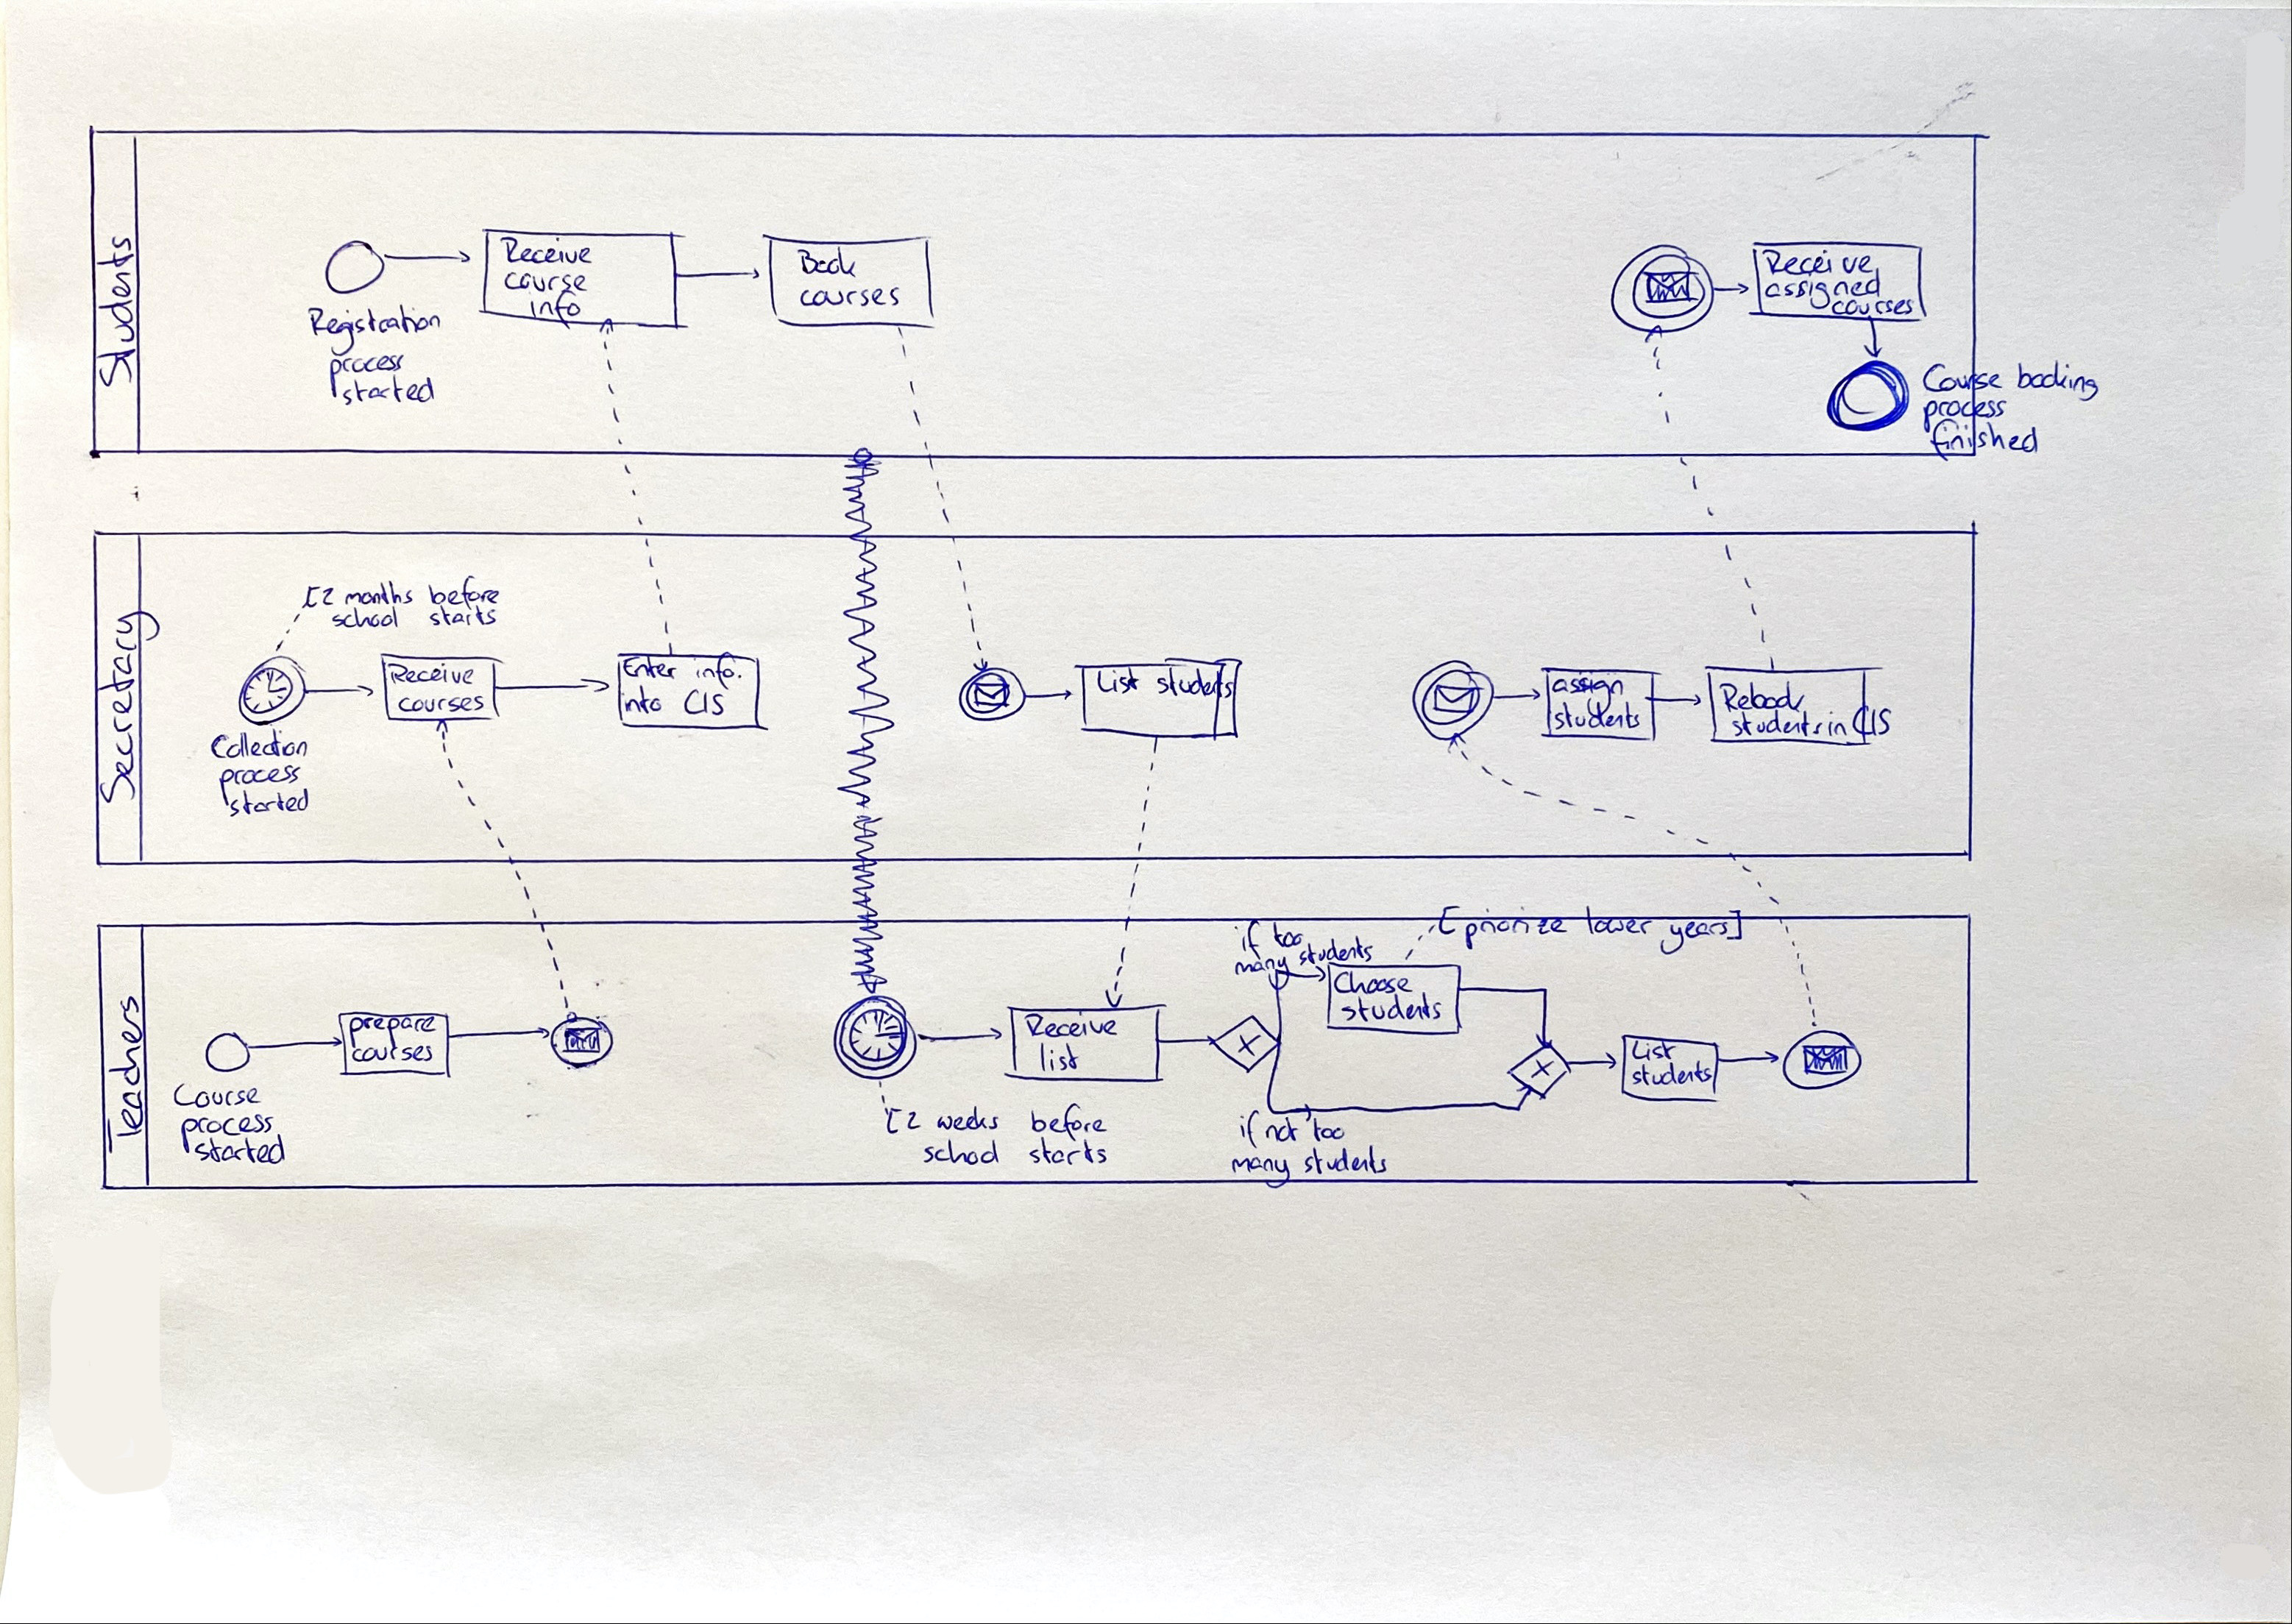 Students
Registration
process
started
Receive
course
info
Book
courses
Receive
assigned
courses
Course booking
process
finished
Secretary
[2 months before
school starts
Collection
process
started
Receive
courses
Enter info.
into CIS
List students
assign
students
Rebook
students in CIS
Teachers
Course
process
started
prepare
courses
[2 weeks before
school starts
Receive
list
if too
many students
if not too
many students
[priorize lower years]
Choose
students
List
students